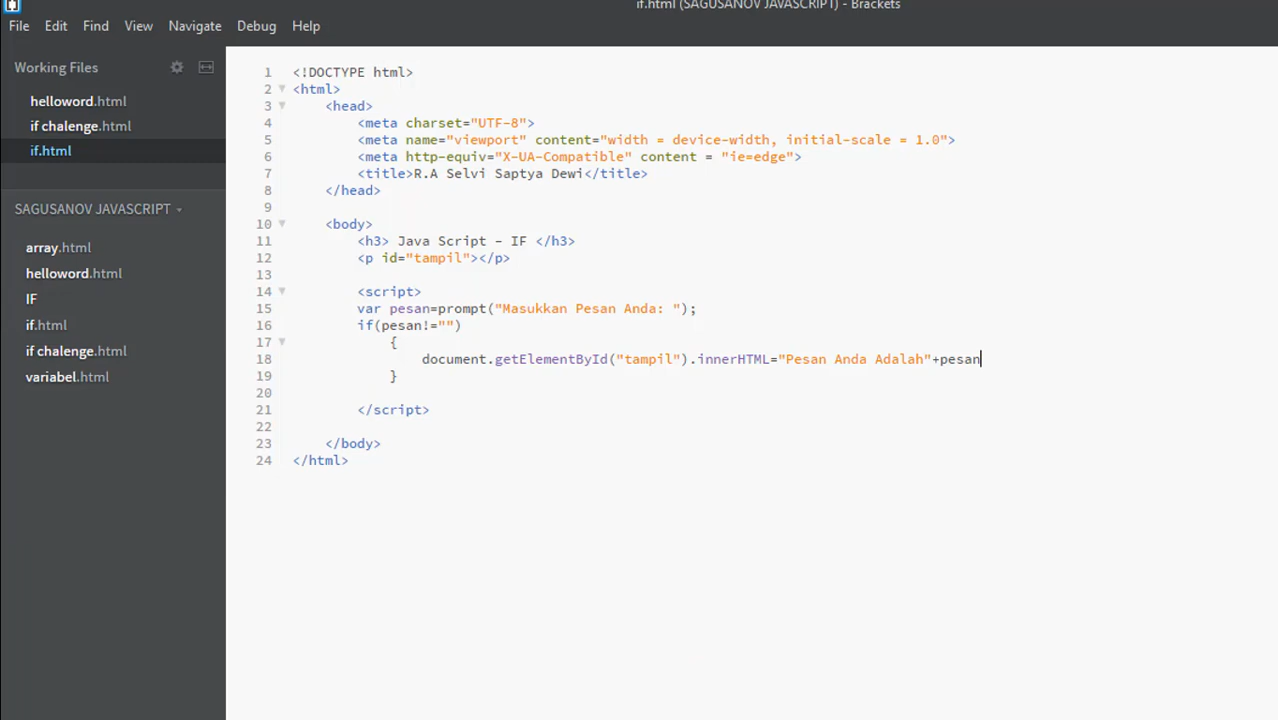 if.html (SAGUSANOV JAVASCRIPT) - Brackets
File Edit Find View Navigate Debug Help
Working Files
helloword.html
if chalenge.html
if.html
SAGUSANOV JAVASCRIPT
array.html
helloword.html
IF
if.html
if chalenge.html
variabel.html
1 <!DOCTYPE html>
2 <html>
3 <head>
4 <meta charset="UTF-8">
5 <meta name="viewport" content="width = device-width, initial-scale = 1.0">
6 <meta http-equiv="X-UA-Compatible" content = "ie=edge">
7 <title>R.A Selvi Saptya Dewi</title>
8 </head>
9
10 <body>
11 <h3> Java Script - IF </h3>
12 <p id="tampil"></p>
13
14 <script>
15 var pesan=prompt("Masukkan Pesan Anda: ");
16 if(pesan!="")
17 {
18 document.getElementById("tampil").innerHTML="Pesan Anda Adalah"+pesan
19 }
20
21 </script>
22
23 </body>
24 </html>